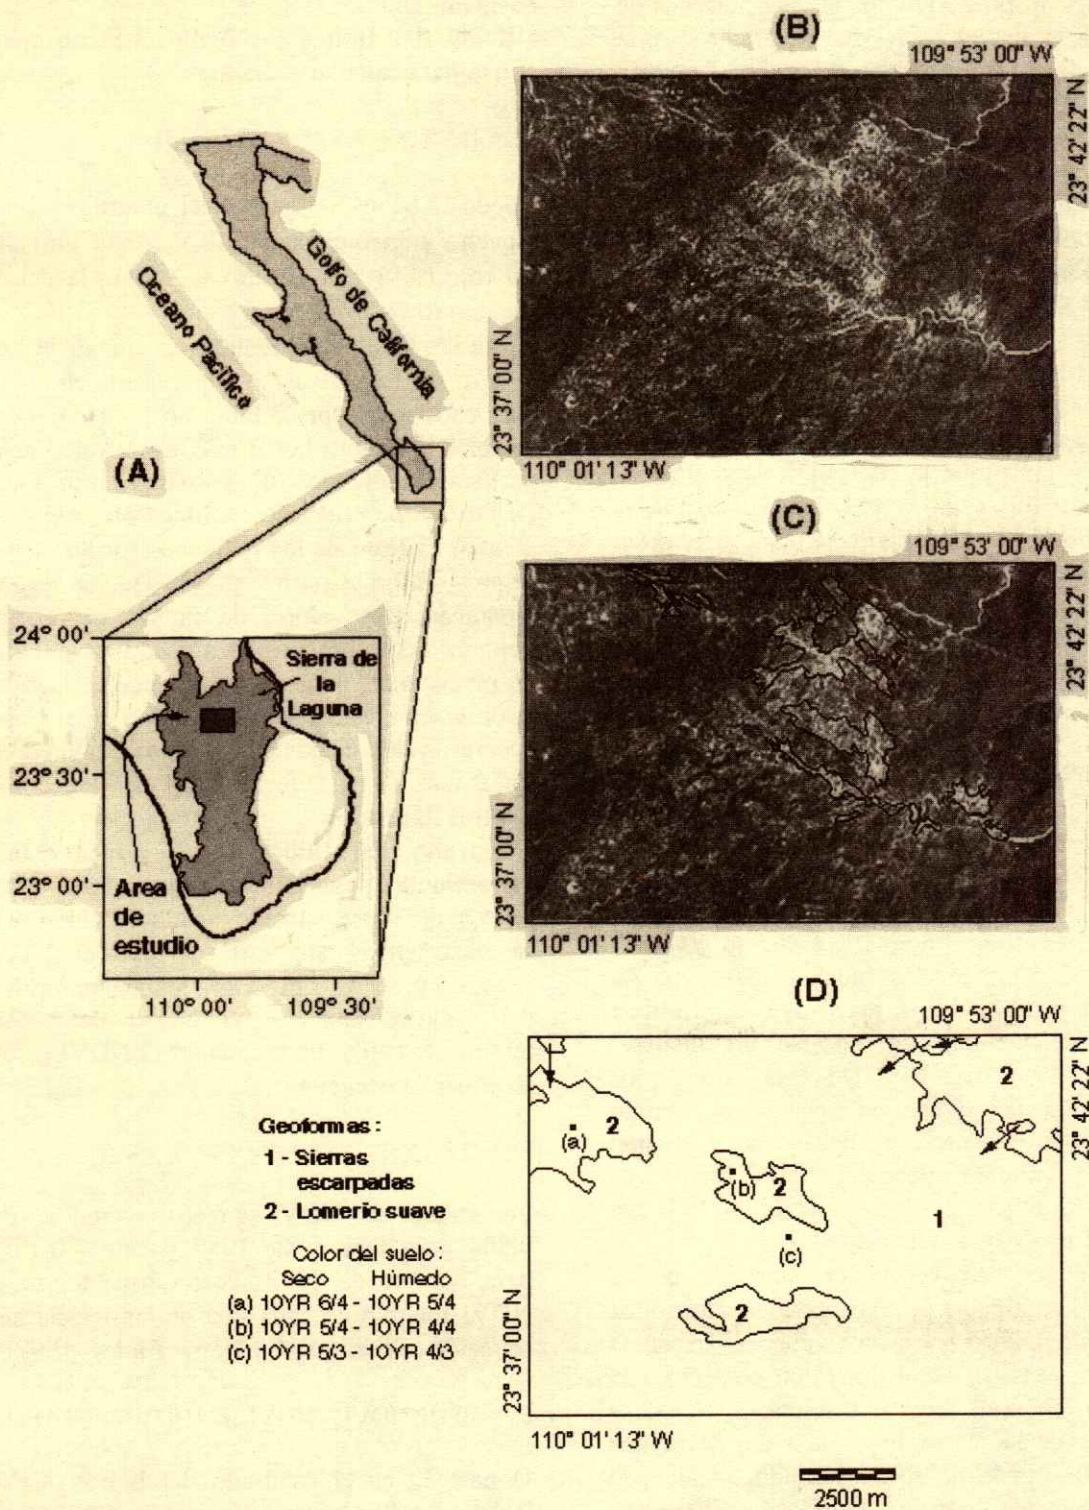 (A)
Oceano Pacífico
Golfo de California
24° 00'
23° 30'
23° 00'
Sierra de
la
Laguna
Area
de
estudio
110° 00' 109° 30'
(B)
109° 53' 00" W
23° 42' 22" N
23° 37' 00" N
110° 01' 13" W
(C)
109° 53' 00" W
23° 42' 22" N
23° 37' 00" N
110° 01' 13" W
(D)
109° 53' 00" W
23° 42' 22" N
2
2
(a)
(b)
2
1
(c)
2
23° 37' 00" N
110° 01' 13" W
2500 m
Geoformas :
1 - Sierras
escarpadas
2 - Lomerio suave
Color del suelo :
Seco Húmedo
(a) 10YR 6/4 - 10YR 5/4
(b) 10YR 5/4 - 10YR 4/4
(c) 10YR 5/3 - 10YR 4/3